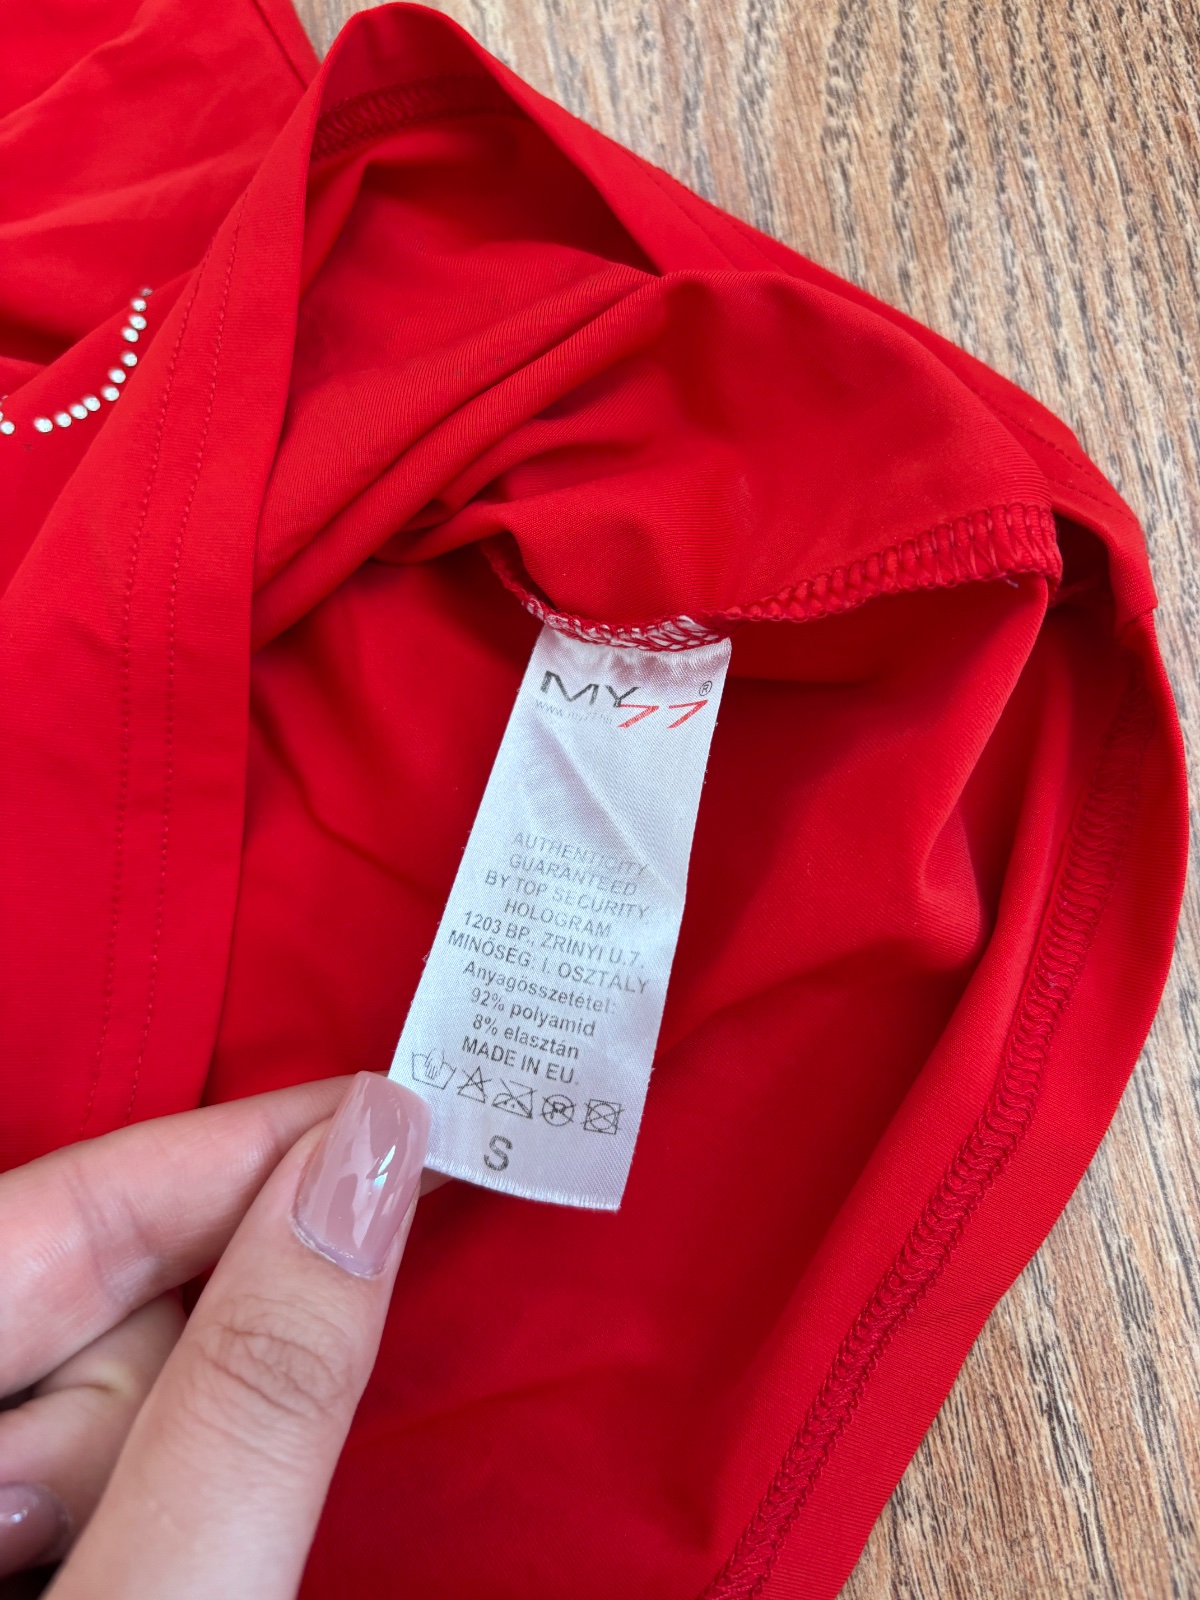 MY77®
AUTHENTICITY
GUARANTEED
BY TOP SECURITY
HOLOGRAM
1203 BP., ZRÍNYI U.7.
MINŐSÉG: I. OSZTÁLY
Anyagösszetétel:
92% polyamid
8% elasztán
MADE IN EU.
P
S